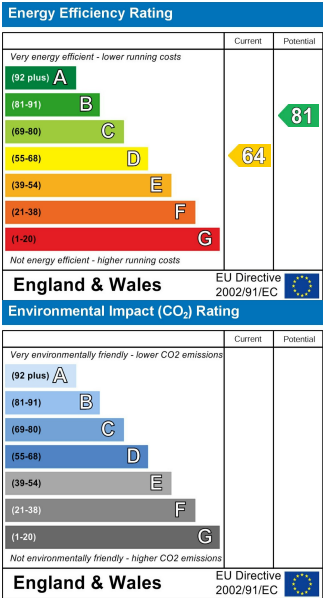 Energy Efficiency Rating
Current Potential
Very energy efficient - lower running costs
(92 plus) A
(81-91) B
81
(69-80) C
(55-68) D
64
(39-54) E
(21-38) F
(1-20) G
Not energy efficient - higher running costs
England & Wales
EU Directive
2002/91/EC
Environmental Impact (CO₂) Rating
Current Potential
Very environmentally friendly - lower CO2 emissions
(92 plus) A
(81-91) B
(69-80) C
(55-68) D
(39-54) E
(21-38) F
(1-20) G
Not environmentally friendly - higher CO2 emissions
England & Wales
EU Directive
2002/91/EC